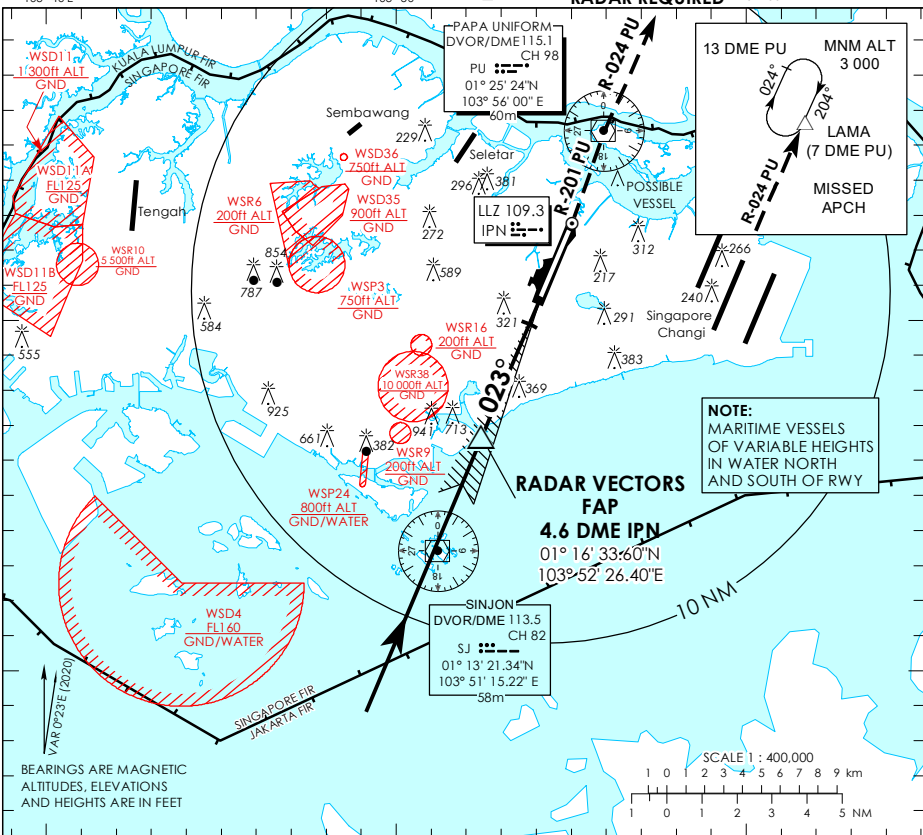 RADAR REQUIRED
PAPA UNIFORM
DVOR/DME 115.1
CH 98
PU
01° 25' 24"N
103° 56' 00" E
60m
13 DME PU
MNM ALT
3 000
024°
204°
LAMA
(7 DME PU)
R-024 PU
MISSED
APCH
WSD11
1 300ft ALT
GND
KUALA LUMPUR FIR
SINGAPORE FIR
R-024 PU
Sembawang
229
Seletar
WSD36
750ft ALT
GND
WSD11A
FL125
GND
296
381
R-201 PU
POSSIBLE
VESSEL
Tengah
WSR6
200ft ALT
GND
WSD35
900ft ALT
GND
LLZ 109.3
IPN
272
312
266
WSR10
5 500ft ALT
GND
854
787
589
217
WSD11B
FL125
GND
WSP3
750ft ALT
GND
240
584
321
291
Singapore
Changi
555
WSR16
200ft ALT
GND
383
WSR38
10 000ft ALT
GND
023°
369
925
941
713
NOTE:
MARITIME VESSELS
OF VARIABLE HEIGHTS
IN WATER NORTH
AND SOUTH OF RWY
661
382
WSR9
200ft ALT
GND
WSP24
800ft ALT
GND/WATER
RADAR VECTORS
FAP
4.6 DME IPN
01° 16' 33.60"N
103° 52' 26.40"E
10 NM
WSD4
FL160
GND/WATER
SINJON
DVOR/DME 113.5
CH 82
SJ
01° 13' 21.34"N
103° 51' 15.22" E
58m
SINGAPORE FIR
JAKARTA FIR
VAR 0°23'E (2020)
BEARINGS ARE MAGNETIC
ALTITUDES, ELEVATIONS
AND HEIGHTS ARE IN FEET
SCALE 1 : 400,000
1 0 1 2 3 4 5 6 7 8 9 km
1 0 1 2 3 4 5 NM